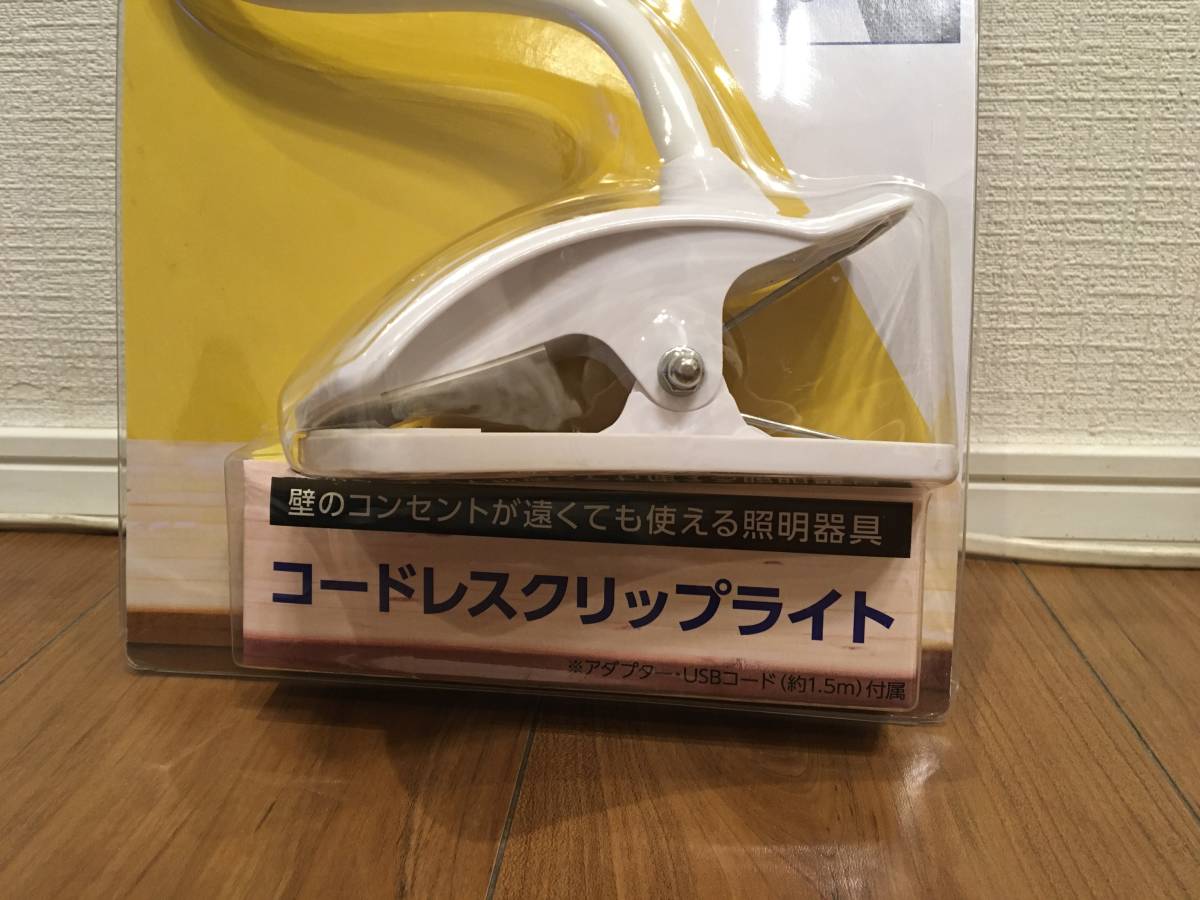 壁のコンセントが遠くても使える照明器具
コードレスクリップライト
※アダプター・USBコード（約1.5m）付属